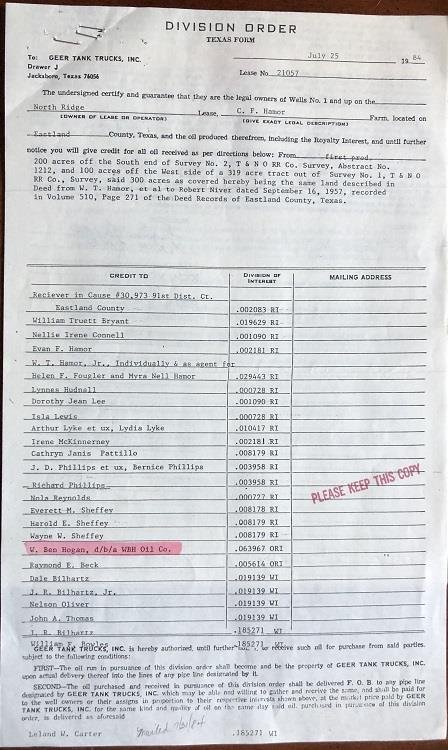 DIVISION ORDER
TEXAS FORM
To: GEER TANK TRUCKS, INC.
Drawer J
Jacksboro, Texas 76056
July 25 19 84
Lease No. 21057
The undersigned certify and guarantee that they are the legal owners of Wells No. 1 and up on the
North Ridge Lease, C. F. Hamor Farm, located on
(OWNER OF LEASE OR OPERATOR) (GIVE EXACT LEGAL DESCRIPTION)
Eastland County, Texas, and the oil produced therefrom, including the Royalty Interest, and until further
notice you will give credit for all oil received as per directions below: From first prod.
200 acres off the South end of Survey No. 2, T & N O RR Co. Survey, Abstract No.
1212, and 100 acres off the West side of a 319 acre tract out of Survey No. 1, T & N O
RR Co., Survey, said 300 acres as covered hereby being the same land described in
Deed from W. T. Hamor, et al to Robert Niver dated September 16, 1957, recorded
in Volume 510, Page 271 of the Deed Records of Eastland County, Texas.
CREDIT TO DIVISION OF INTEREST MAILING ADDRESS
Reciever in Cause #30,973 91st Dist. Ct.
Eastland County .002083 RI
William Truett Bryant .019629 RI
Nellie Irene Connell .001090 RI
Evan F. Hamor .002181 RI
W. T. Hamor, Jr., Individually & as agent for
Helen F. Fougler and Myra Nell Hamor .029443 RI
Lynnes Hudnall .000728 RI
Dorothy Jean Lee .001090 RI
Isla Lewis .000728 RI
Arthur Lyke et ux, Lydia Lyke .010417 RI
Irene McKinnerney .002181 RI
Cathryn Janis Pattillo .008179 RI
J. D. Phillips et ux, Bernice Phillips .003958 RI
Richard Phillips .003958 RI
Nola Reynolds .000727 RI
Everett M. Sheffey .008178 RI
Harold E. Sheffey .008179 RI
Wayne W. Sheffey .008179 RI
PLEASE KEEP THIS COPY
W. Ben Hogan, d/b/a WBH Oil Co. .063967 ORI
Raymond E. Beck .005614 ORI
Dale Bilhartz .019139 WI
J. R. Bilhartz, Jr. .019139 WI
Nelson Oliver .019139 WI
John A. Thomas .019139 WI
J. R. Bilhartz .185271 WI
William E. Rowles .185271 WI
GEER TANK TRUCKS, INC. is hereby authorized, until further to receive such oil for purchase from said parties.
subject to the following conditions:
FIRST—The oil run in pursuance of this division order shall become and be the property of GEER TANK TRUCKS, INC.
upon actual delivery thereof into the lines of any pipe line designated by it.
SECOND—The oil purchased and received in pursuance of this division order shall be delivered F. O. B. to any pipe line
designated by GEER TANK TRUCKS, INC. which may be able and willing to gather and receive the same, and shall be paid for
to the well owners or their assigns in proportion to their respective interests shown above, at the market price paid by GEER
TANK TRUCKS, INC. for the same kind and quality of oil on the same day said oil purchased in pursuance of this division
order, is delivered as aforesaid
Leland W. Carter .185271 WI